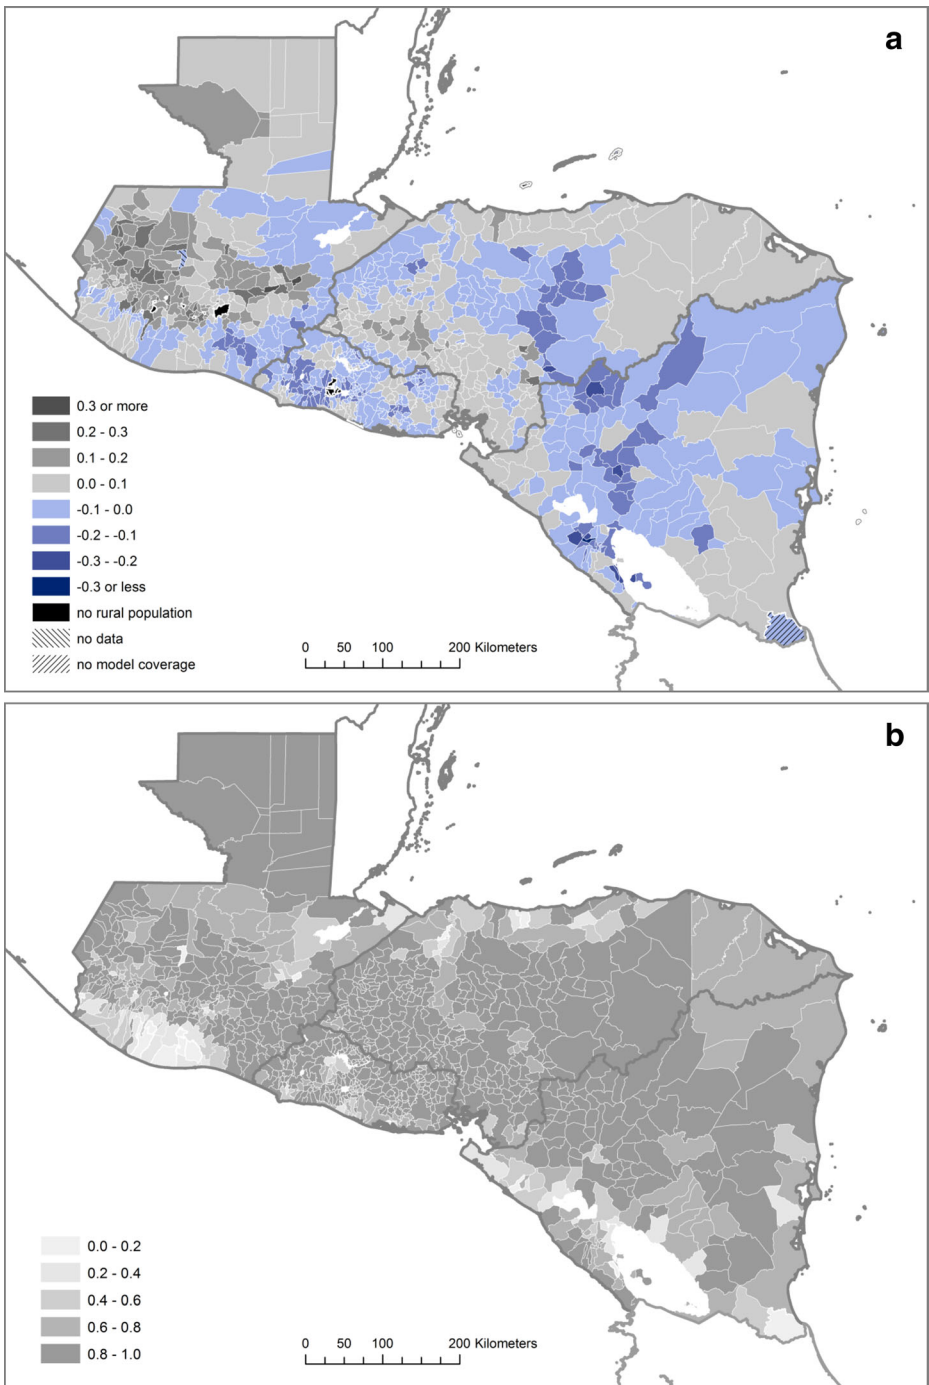 a
0.3 or more
0.2 - 0.3
0.1 - 0.2
0.0 - 0.1
-0.1 - 0.0
-0.2 - -0.1
-0.3 - -0.2
-0.3 or less
no rural population
no data
no model coverage
0 50 100 200 Kilometers
b
0.0 - 0.2
0.2 - 0.4
0.4 - 0.6
0.6 - 0.8
0.8 - 1.0
0 50 100 200 Kilometers